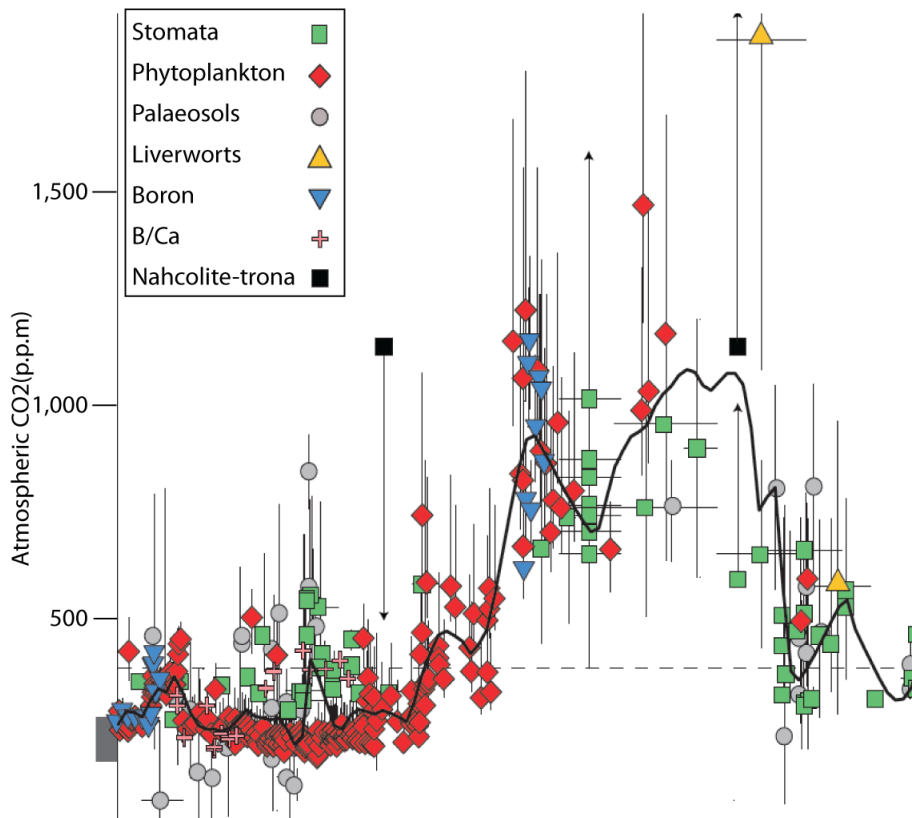 Stomata
Phytoplankton
Palaeosols
Liverworts
Boron
B/Ca
Nahcolite-trona
1,500
1,000
500
Atmospheric CO2(p.p.m)